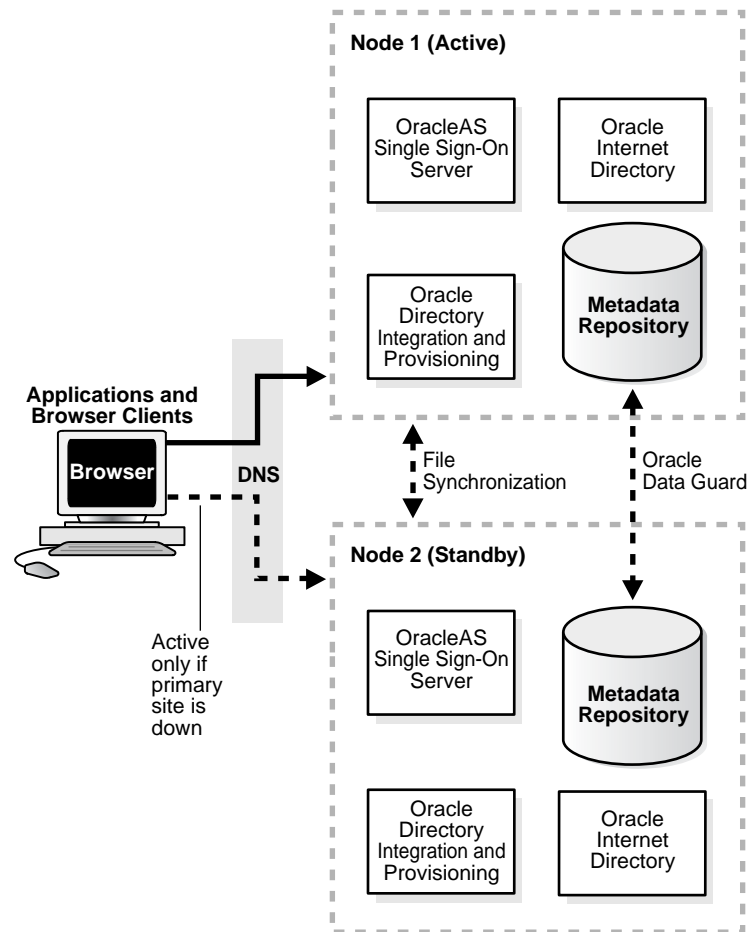 Node 1 (Active)
OracleAS
Single Sign-On
Server
Oracle
Internet
Directory
Oracle
Directory
Integration and
Provisioning
Metadata
Repository
Applications and
Browser Clients
Browser
DNS
File
Synchronization
Oracle
Data Guard
Active
only if
primary
site is
down
Node 2 (Standby)
OracleAS
Single Sign-On
Server
Metadata
Repository
Oracle
Directory
Integration and
Provisioning
Oracle
Internet
Directory